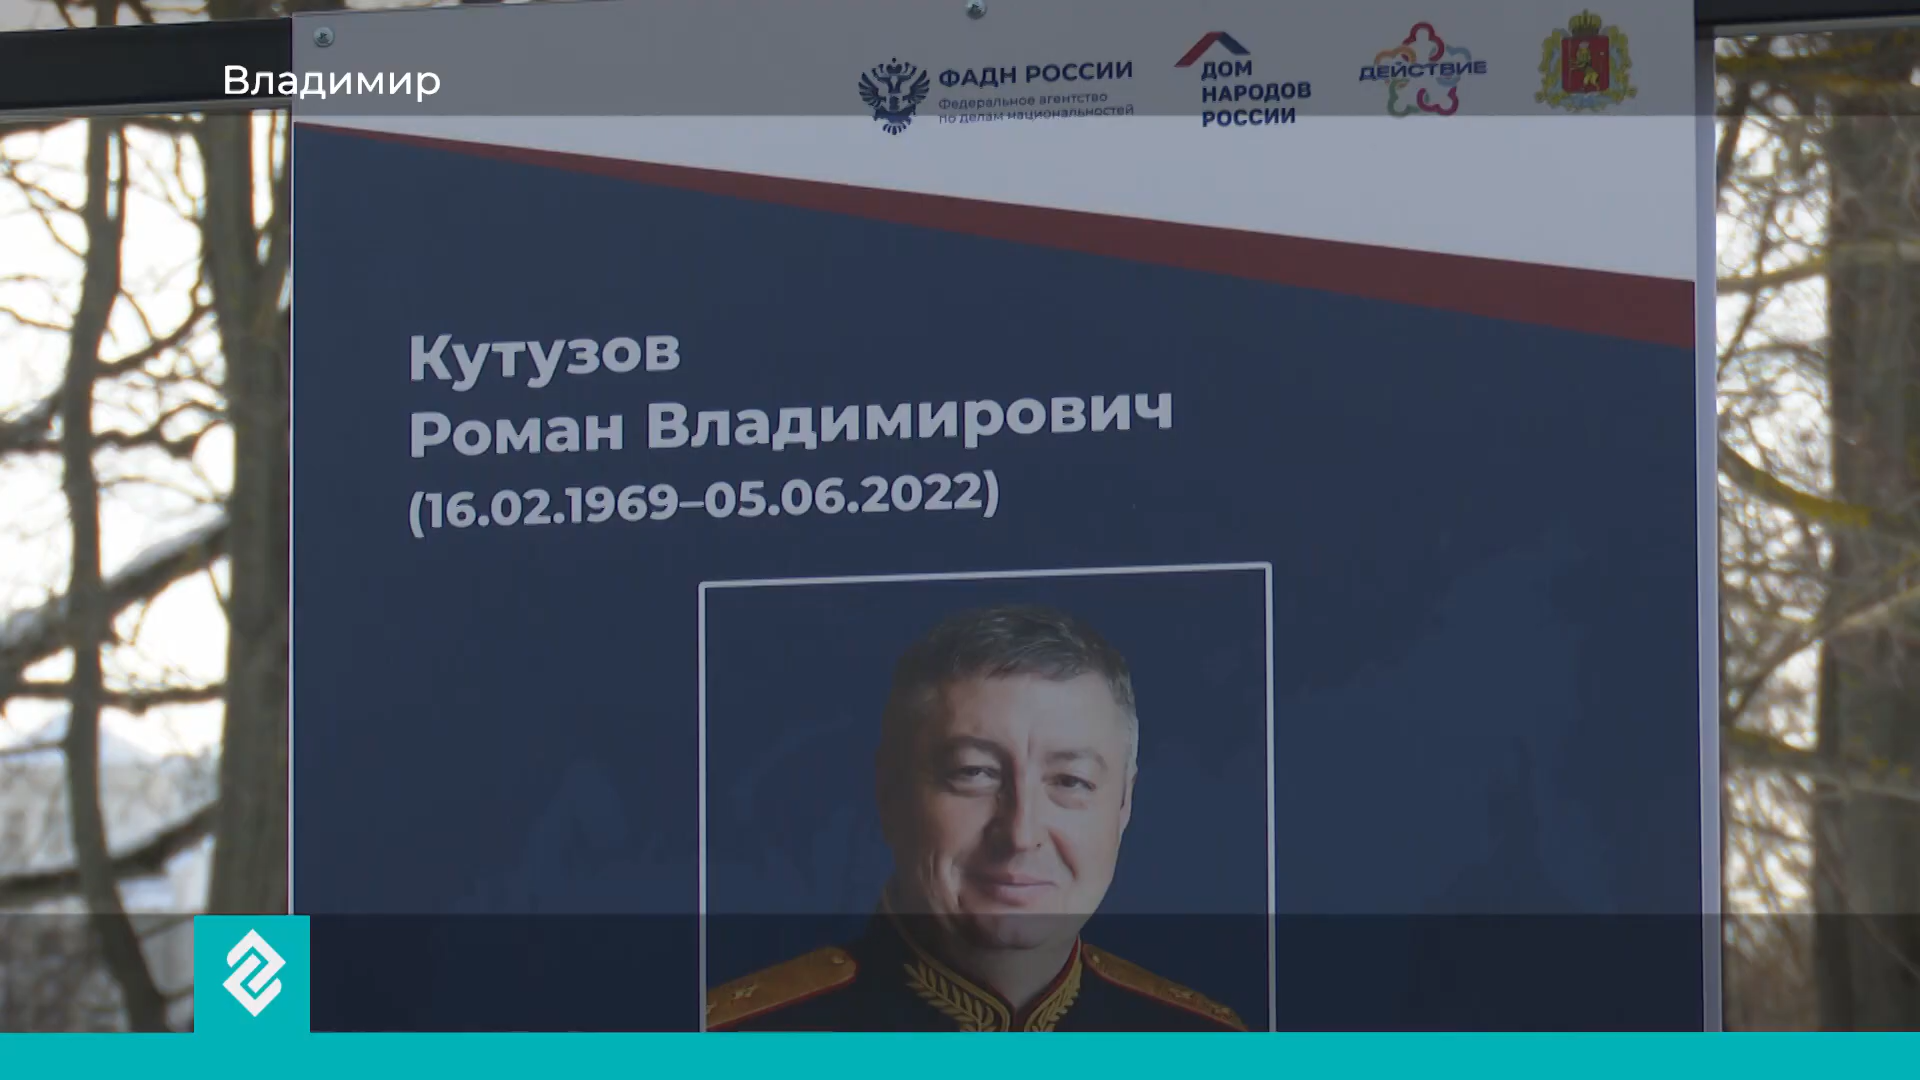 Владимир
ФАДН РОССИИ
Федеральное агентство
по делам национальностей
ДОМ
НАРОДОВ
РОССИИ
ДЕЙСТВИЕ
Кутузов
Роман Владимирович
(16.02.1969–05.06.2022)